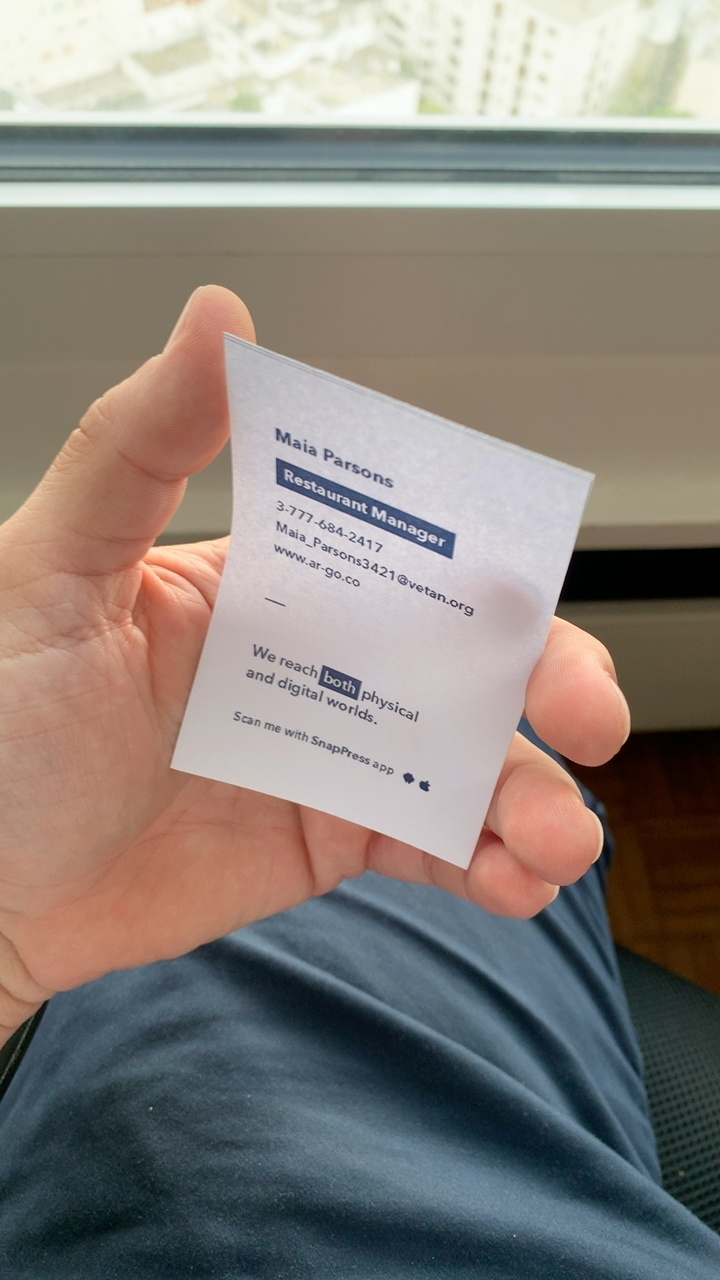 Maia Parsons
Restaurant Manager
3-777-684-2417
Maia_Parsons3421@vetan.org
www.ar-go.co
—
We reach both physical
and digital worlds.
Scan me with SnapPress app